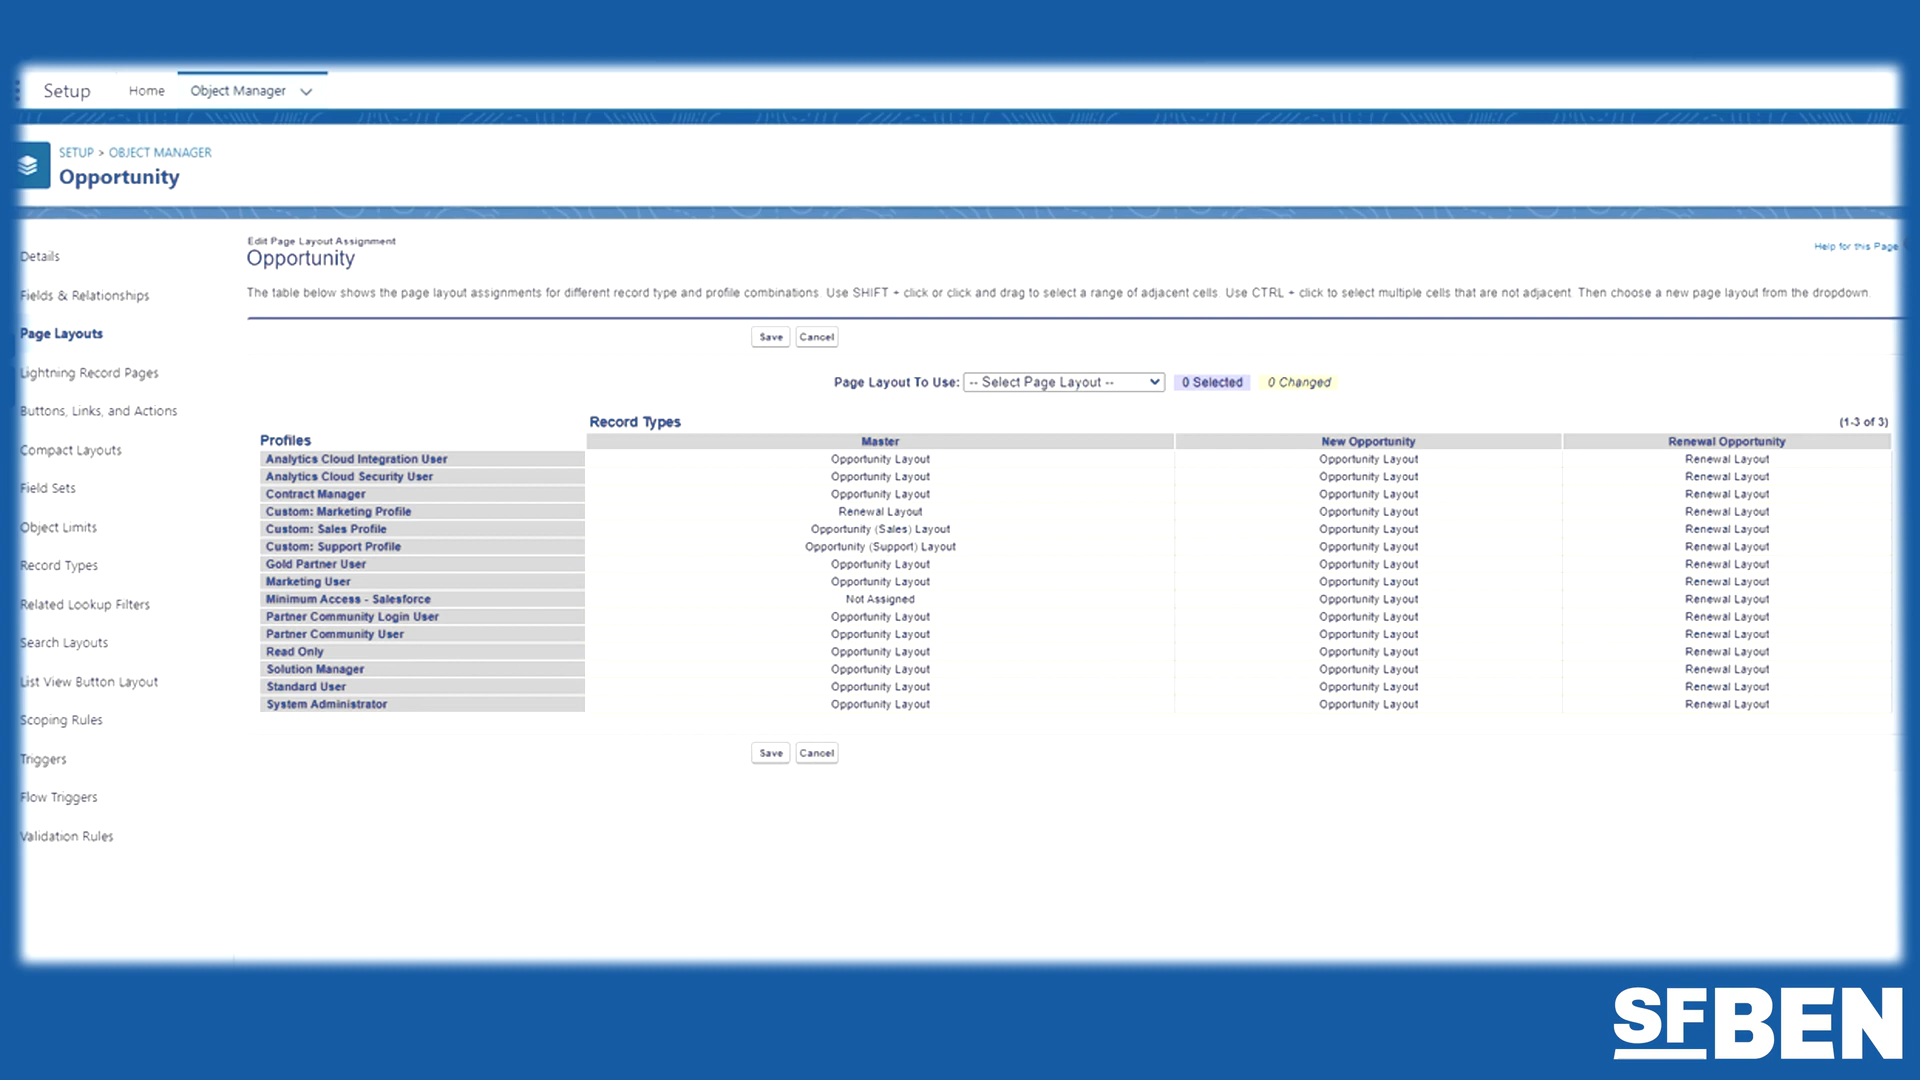 Setup Home Object Manager
SETUP > OBJECT MANAGER
Opportunity
Details
Fields & Relationships
Page Layouts
Lightning Record Pages
Buttons, Links, and Actions
Compact Layouts
Field Sets
Object Limits
Record Types
Related Lookup Filters
Search Layouts
List View Button Layout
Scoping Rules
Triggers
Flow Triggers
Validation Rules
Edit Page Layout Assignment
Opportunity
Help for this Page
The table below shows the page layout assignments for different record type and profile combinations. Use SHIFT + click or click and drag to select a range of adjacent cells. Use CTRL + click to select multiple cells that are not adjacent. Then choose a new page layout from the dropdown.
Save Cancel
Page Layout To Use: -- Select Page Layout -- 0 Selected 0 Changed
Record Types (1-3 of 3)
Profiles Master New Opportunity Renewal Opportunity
Analytics Cloud Integration User Opportunity Layout Opportunity Layout Renewal Layout
Analytics Cloud Security User Opportunity Layout Opportunity Layout Renewal Layout
Contract Manager Opportunity Layout Opportunity Layout Renewal Layout
Custom: Marketing Profile Renewal Layout Opportunity Layout Renewal Layout
Custom: Sales Profile Opportunity (Sales) Layout Opportunity Layout Renewal Layout
Custom: Support Profile Opportunity (Support) Layout Opportunity Layout Renewal Layout
Gold Partner User Opportunity Layout Opportunity Layout Renewal Layout
Marketing User Opportunity Layout Opportunity Layout Renewal Layout
Minimum Access - Salesforce Not Assigned Opportunity Layout Renewal Layout
Partner Community Login User Opportunity Layout Opportunity Layout Renewal Layout
Partner Community User Opportunity Layout Opportunity Layout Renewal Layout
Read Only Opportunity Layout Opportunity Layout Renewal Layout
Solution Manager Opportunity Layout Opportunity Layout Renewal Layout
Standard User Opportunity Layout Opportunity Layout Renewal Layout
System Administrator Opportunity Layout Opportunity Layout Renewal Layout
Save Cancel
SFBEN